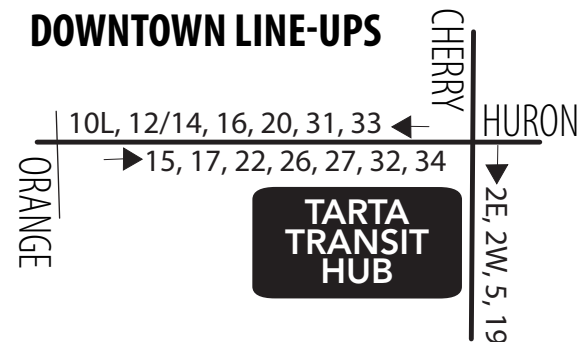 DOWNTOWN LINE-UPS
CHERRY
10L, 12/14, 16, 20, 31, 33
HURON
15, 17, 22, 26, 27, 32, 34
ORANGE
TARTA
TRANSIT
HUB
2E, 2W, 5, 19